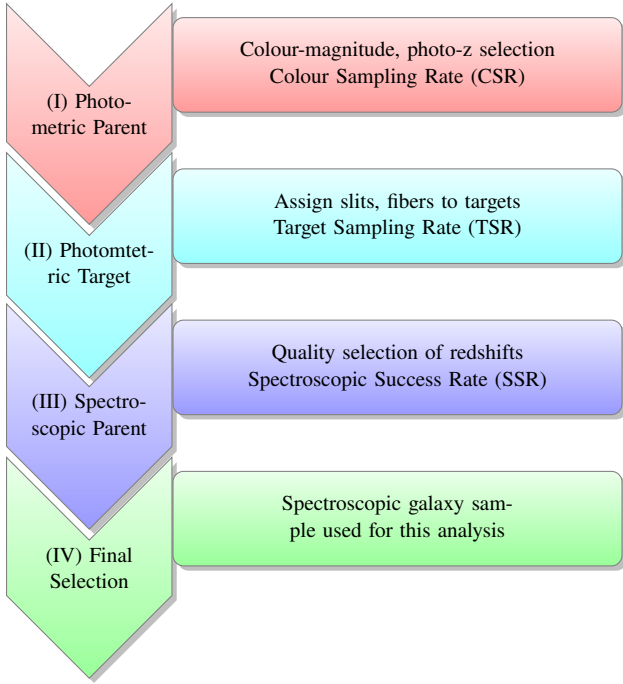 (I) Photo-
metric Parent
Colour-magnitude, photo-z selection
Colour Sampling Rate (CSR)
(II) Photomtet-
ric Target
Assign slits, fibers to targets
Target Sampling Rate (TSR)
(III) Spectro-
scopic Parent
Quality selection of redshifts
Spectroscopic Success Rate (SSR)
(IV) Final
Selection
Spectroscopic galaxy sam-
ple used for this analysis